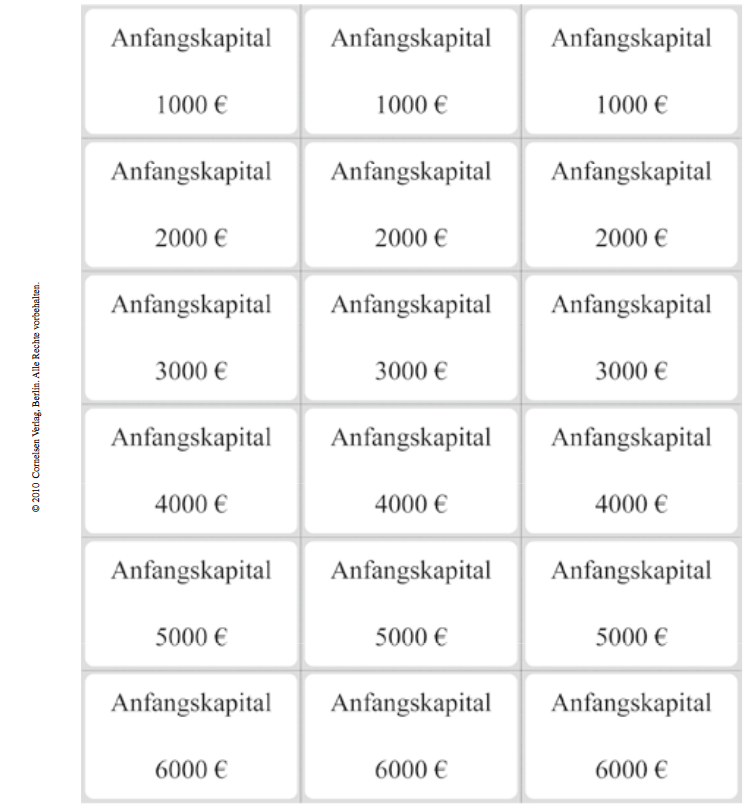 Anfangskapital Anfangskapital Anfangskapital
1000 € 1000 € 1000 €
Anfangskapital Anfangskapital Anfangskapital
2000 € 2000 € 2000 €
Anfangskapital Anfangskapital Anfangskapital
3000 € 3000 € 3000 €
Anfangskapital Anfangskapital Anfangskapital
4000 € 4000 € 4000 €
Anfangskapital Anfangskapital Anfangskapital
5000 € 5000 € 5000 €
Anfangskapital Anfangskapital Anfangskapital
6000 € 6000 € 6000 €
© 2010 Cornelsen Verlag, Berlin. Alle Rechte vorbehalten.